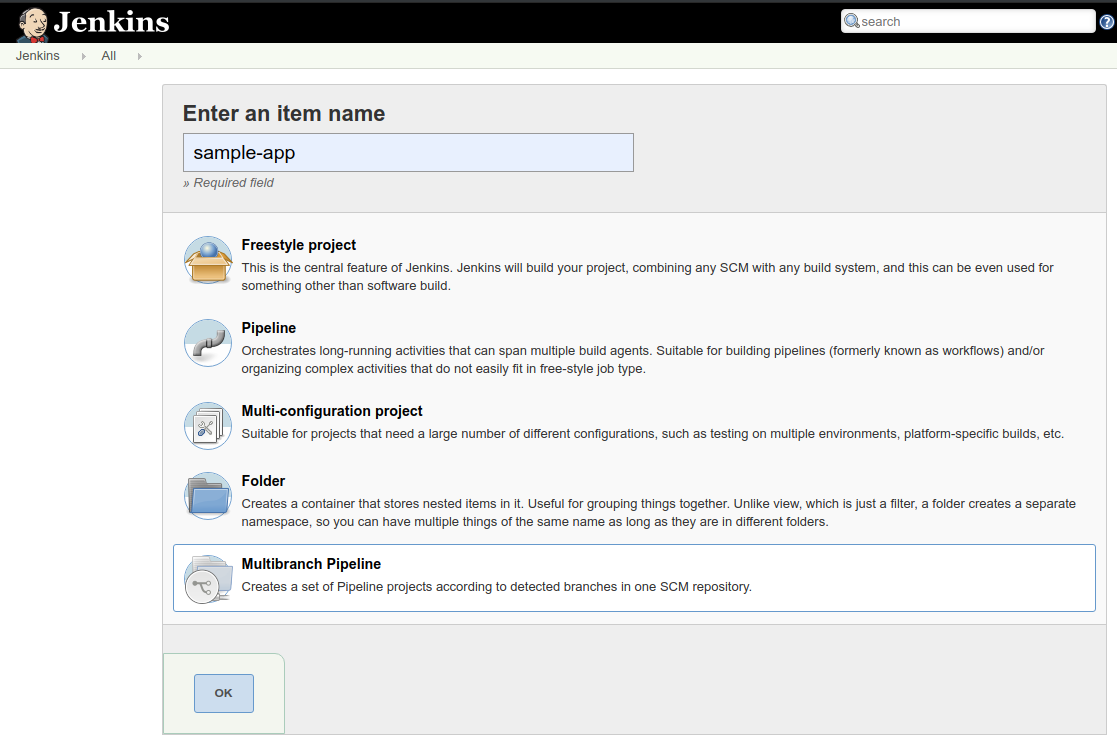 Jenkins
search
?
Jenkins All
Enter an item name
sample-app
» Required field
Freestyle project
This is the central feature of Jenkins. Jenkins will build your project, combining any SCM with any build system, and this can be even used for
something other than software build.
Pipeline
Orchestrates long-running activities that can span multiple build agents. Suitable for building pipelines (formerly known as workflows) and/or
organizing complex activities that do not easily fit in free-style job type.
Multi-configuration project
Suitable for projects that need a large number of different configurations, such as testing on multiple environments, platform-specific builds, etc.
Folder
Creates a container that stores nested items in it. Useful for grouping things together. Unlike view, which is just a filter, a folder creates a separate
namespace, so you can have multiple things of the same name as long as they are in different folders.
Multibranch Pipeline
Creates a set of Pipeline projects according to detected branches in one SCM repository.
OK